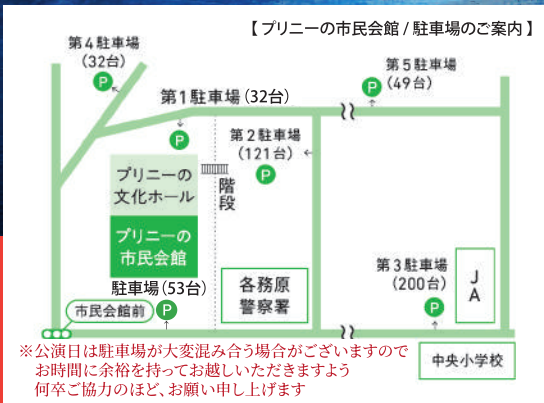 【 プリニーの市民会館 / 駐車場のご案内 】
第4駐車場
(32台)
P
第1駐車場(32台)
P
第5駐車場
(49台)
P
第2駐車場
(121台)
P
階段
プリニーの
文化ホール
プリニーの
市民会館
駐車場(53台)
P
市民会館前
各務原
警察署
第3駐車場
(200台)
P
JA
中央小学校
※公演日は駐車場が大変混み合う場合がございますので
お時間に余裕を持ってお越しいただきますよう
何卒ご協力のほど、お願い申し上げます